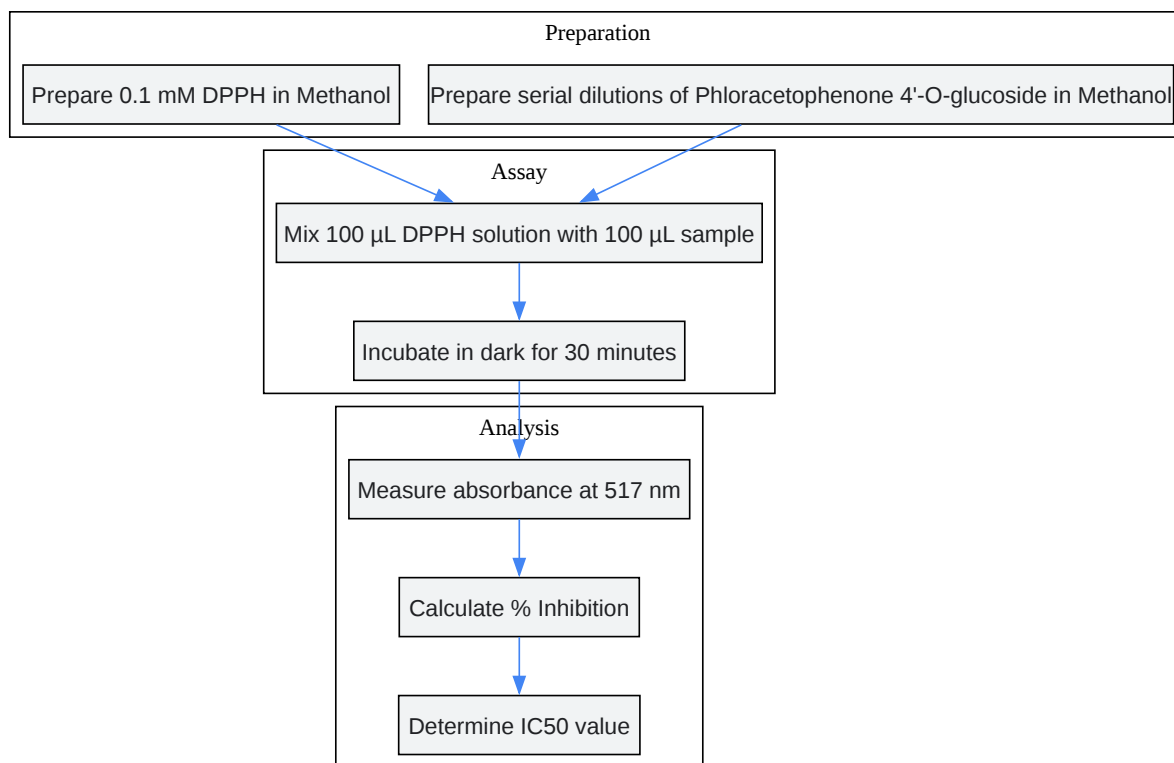 Preparation
Prepare 0.1 mM DPPH in Methanol
Prepare serial dilutions of Phloracetophenone 4'-O-glucoside in Methanol
Assay
Mix 100 µL DPPH solution with 100 µL sample
Incubate in dark for 30 minutes
Analysis
Measure absorbance at 517 nm
Calculate % Inhibition
Determine IC50 value